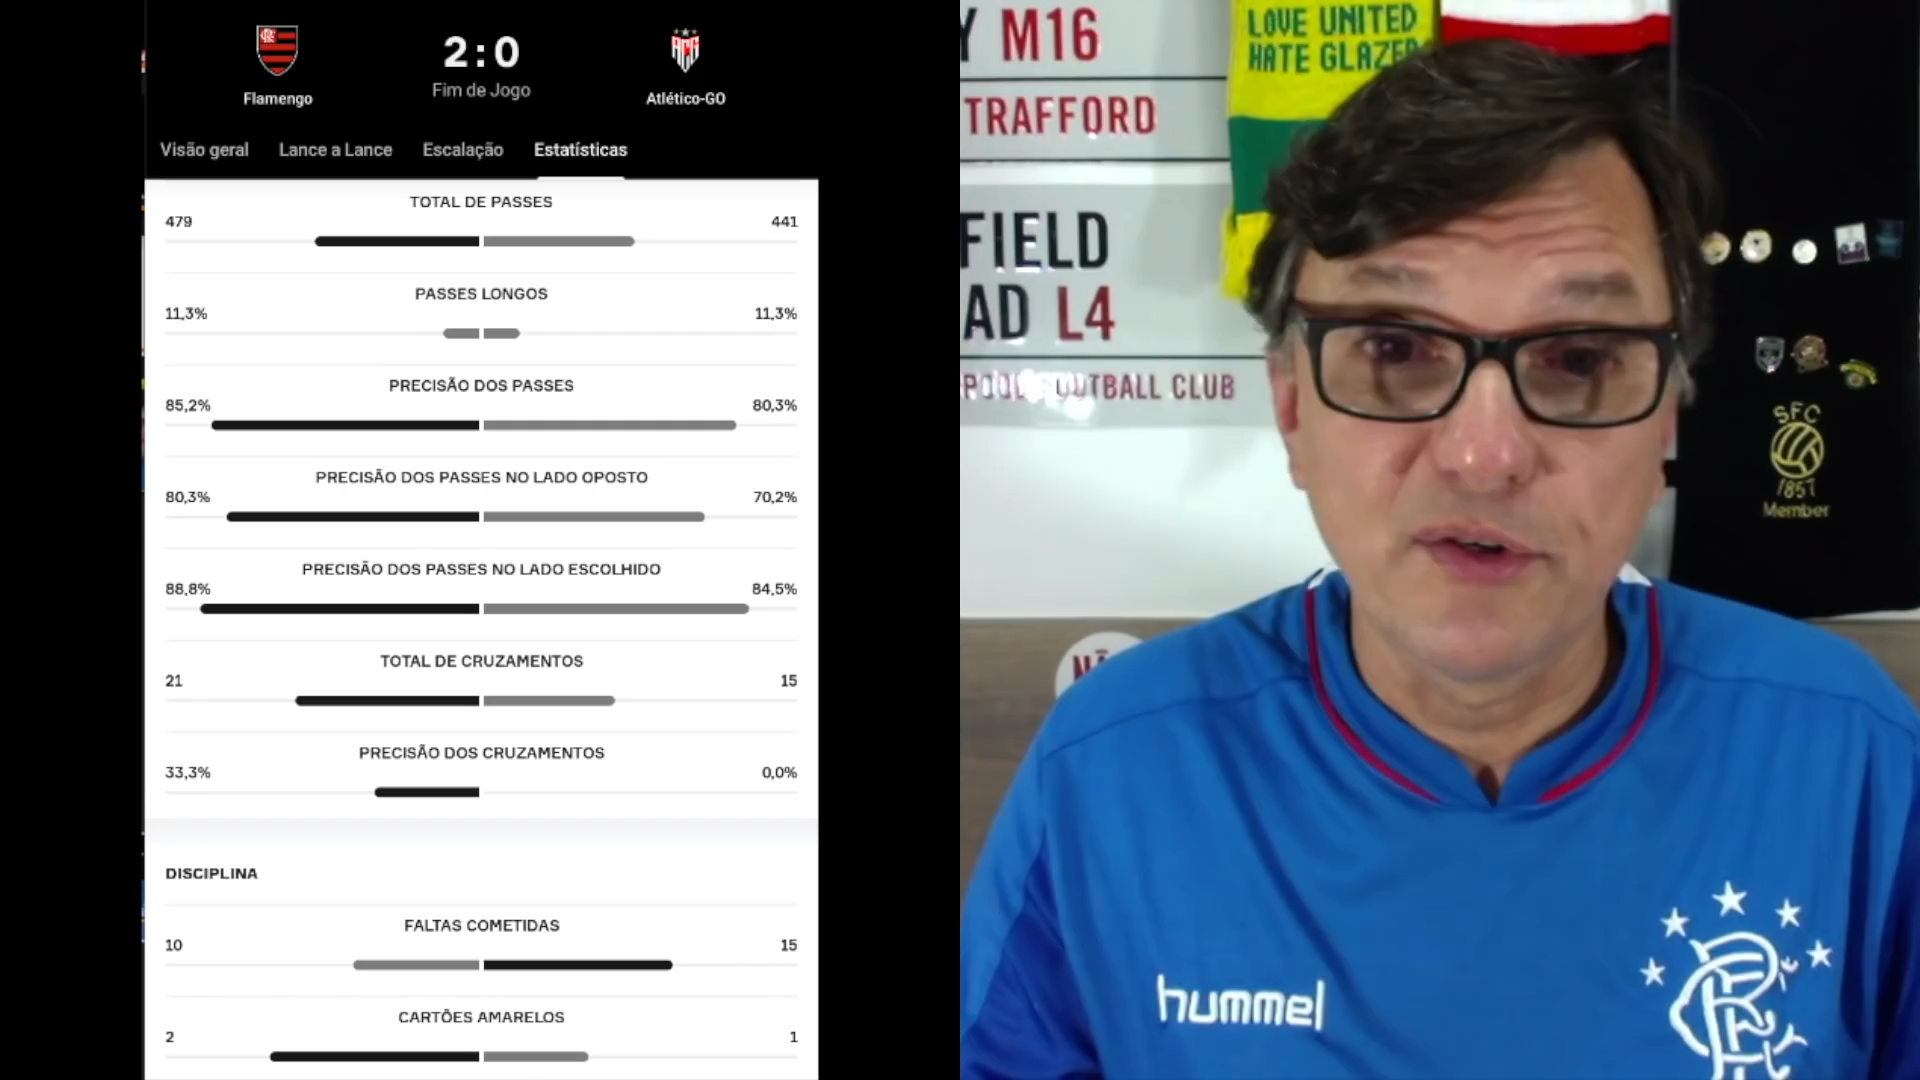 2:0
Fim de Jogo
Flamengo
Atlético-GO
Visão geral
Lance a Lance
Escalação
Estatísticas
TOTAL DE PASSES
479
441
PASSES LONGOS
11,3%
11,3%
PRECISÃO DOS PASSES
85,2%
80,3%
PRECISÃO DOS PASSES NO LADO OPOSTO
80,3%
70,2%
PRECISÃO DOS PASSES NO LADO ESCOLHIDO
88,8%
84,5%
TOTAL DE CRUZAMENTOS
21
15
PRECISÃO DOS CRUZAMENTOS
33,3%
0,0%
DISCIPLINA
FALTAS COMETIDAS
10
15
CARTÕES AMARELOS
2
1
Y M16
TRAFFORD
LOVE UNITED
HATE GLAZER
FIELD
AD L4
FOOTBALL CLUB
SFC
1857
Member
NÃ
hummel